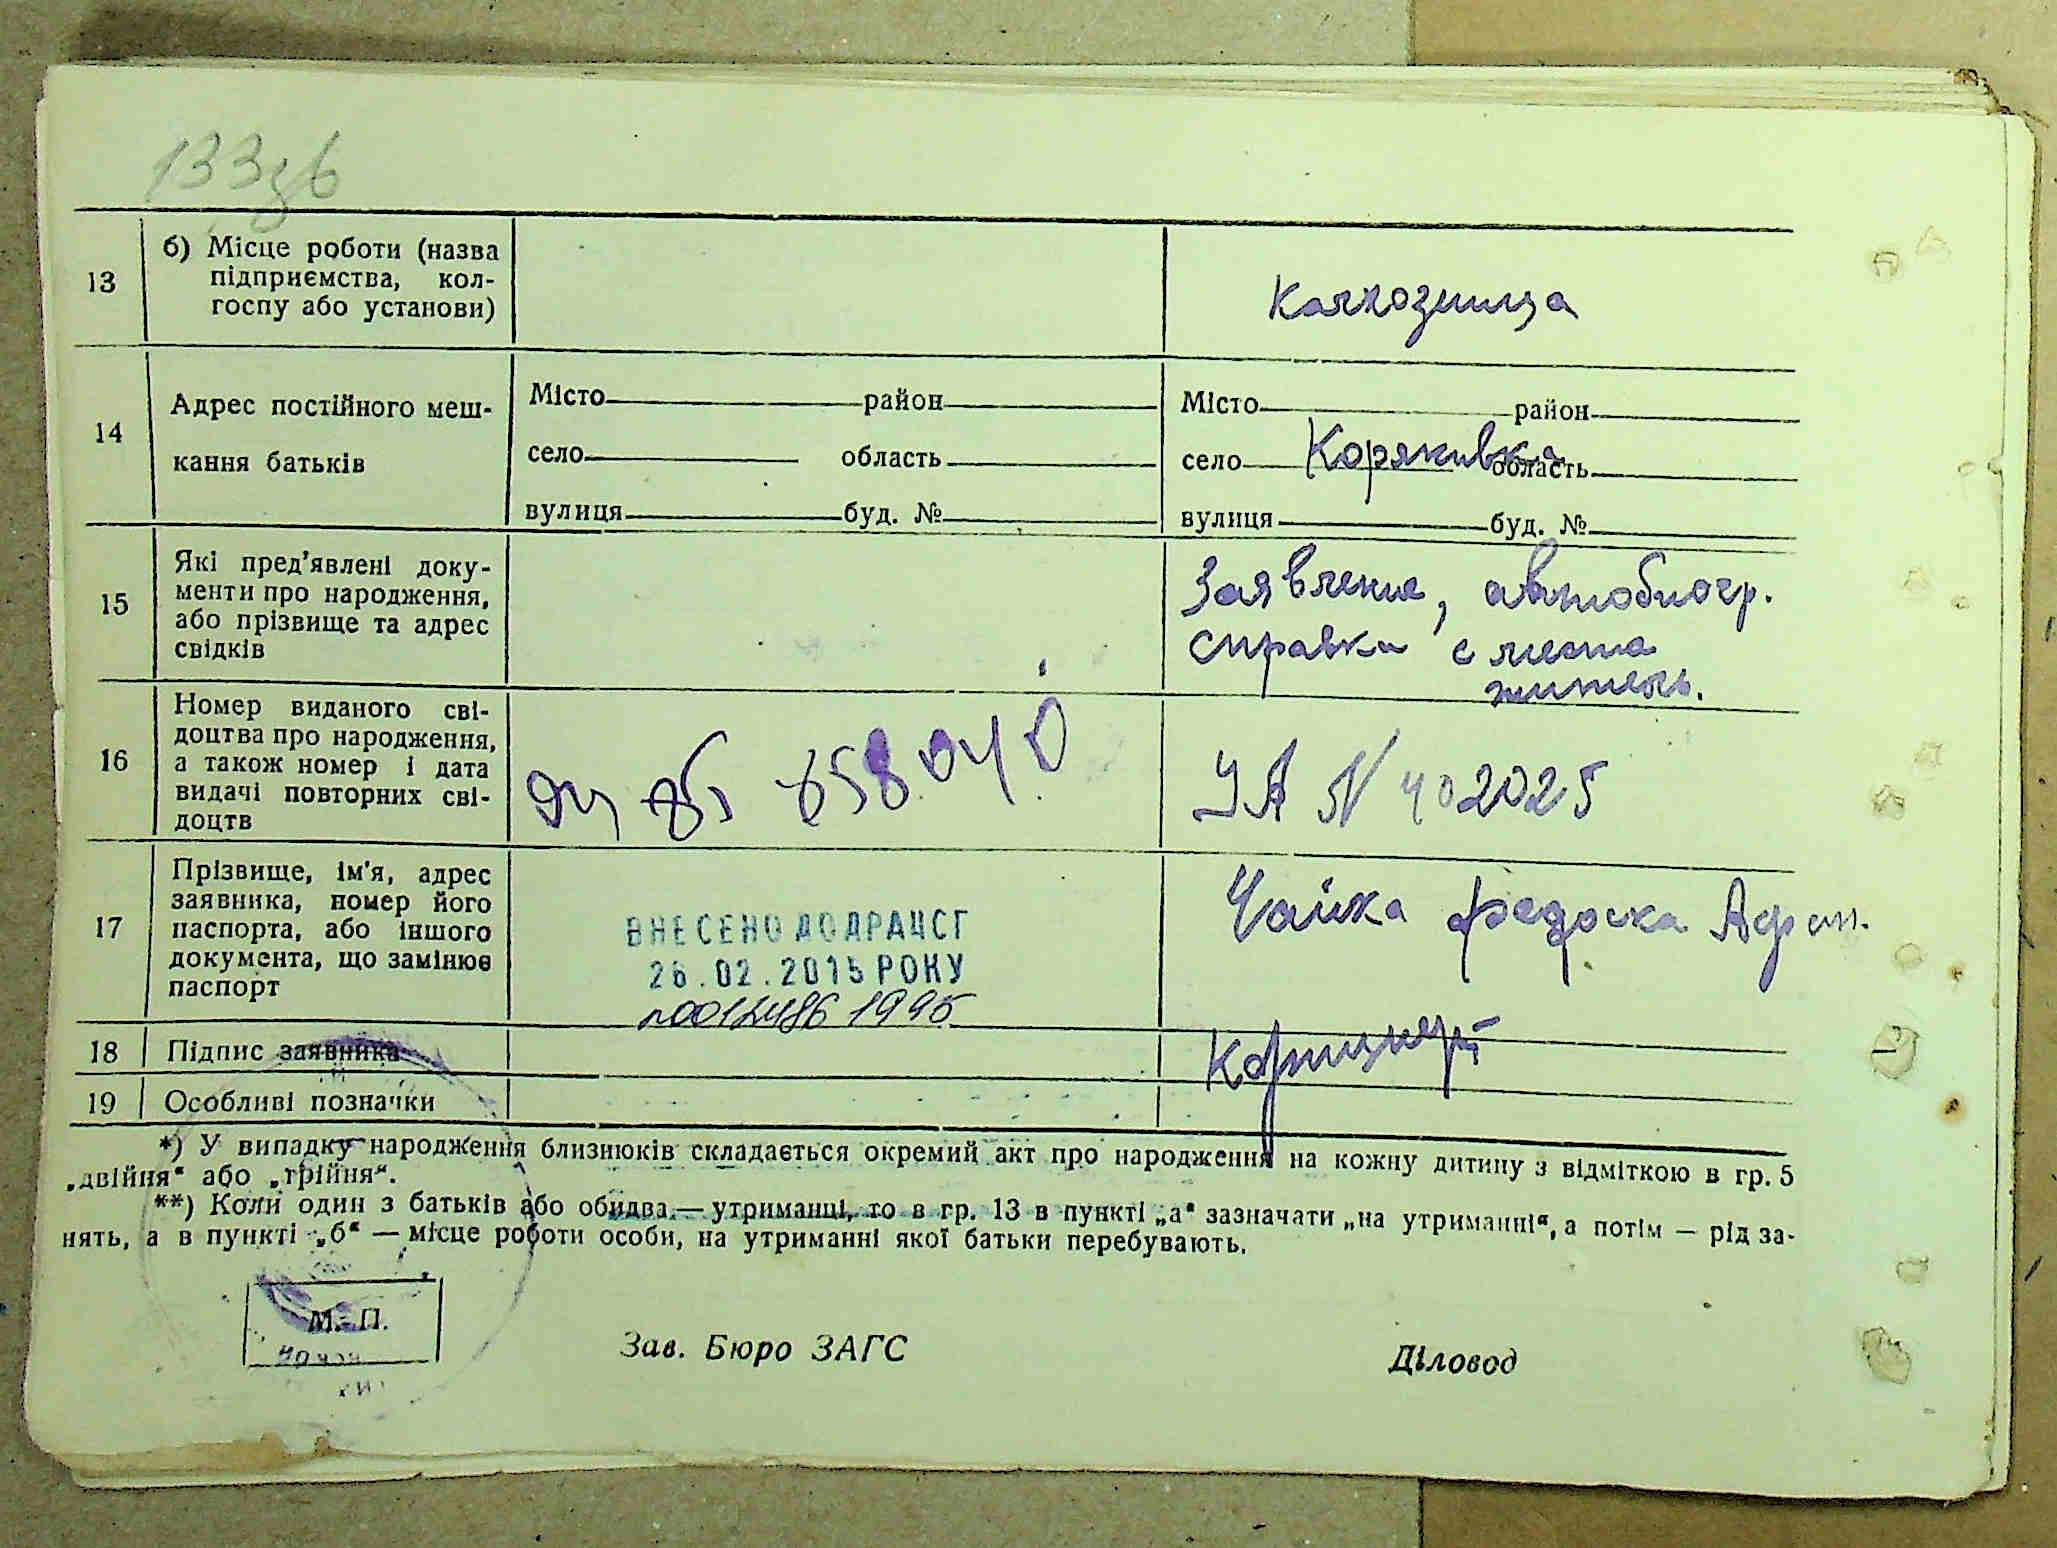 133зв
13
б) Місце роботи (назва
підприємства, кол-
госпу або установи)
Колхозница
14
Адрес постійного меш-
кання батьків
Місто район
село область
вулиця буд. №
Місто район
село Коряковка область
вулиця буд. №
15
Які пред'явлені доку-
менти про народження,
або прізвище та адрес
свідків
Заявление, автобиогр.
справка с места
житель.
16
Номер виданого сві-
доцтва про народження,
а також номер і дата
видачі повторних сві-
доцтв
УА N 402025
17
Прізвище, ім'я, адрес
заявника, номер його
паспорта, або іншого
документа, що замінює
паспорт
ВНЕСЕНО ДО ДРАЦСГ
26.02.2015 РОКУ
1995
Чайка Федоска
18
Підпис заявника
19
Особливі позначки
*) У випадку народження близнюків складається окремий акт про народження на кожну дитину з відміткою в гр. 5
„двійня“ або „трійня“.
**) Коли один з батьків або обидва — утриманці, то в гр. 13 в пункті „а“ зазначати „на утриманні“, а потім — рід за-
нять, а в пункті „б“ — місце роботи особи, на утриманні якої батьки перебувають.
М. П.
Зав. Бюро ЗАГС
Діловод